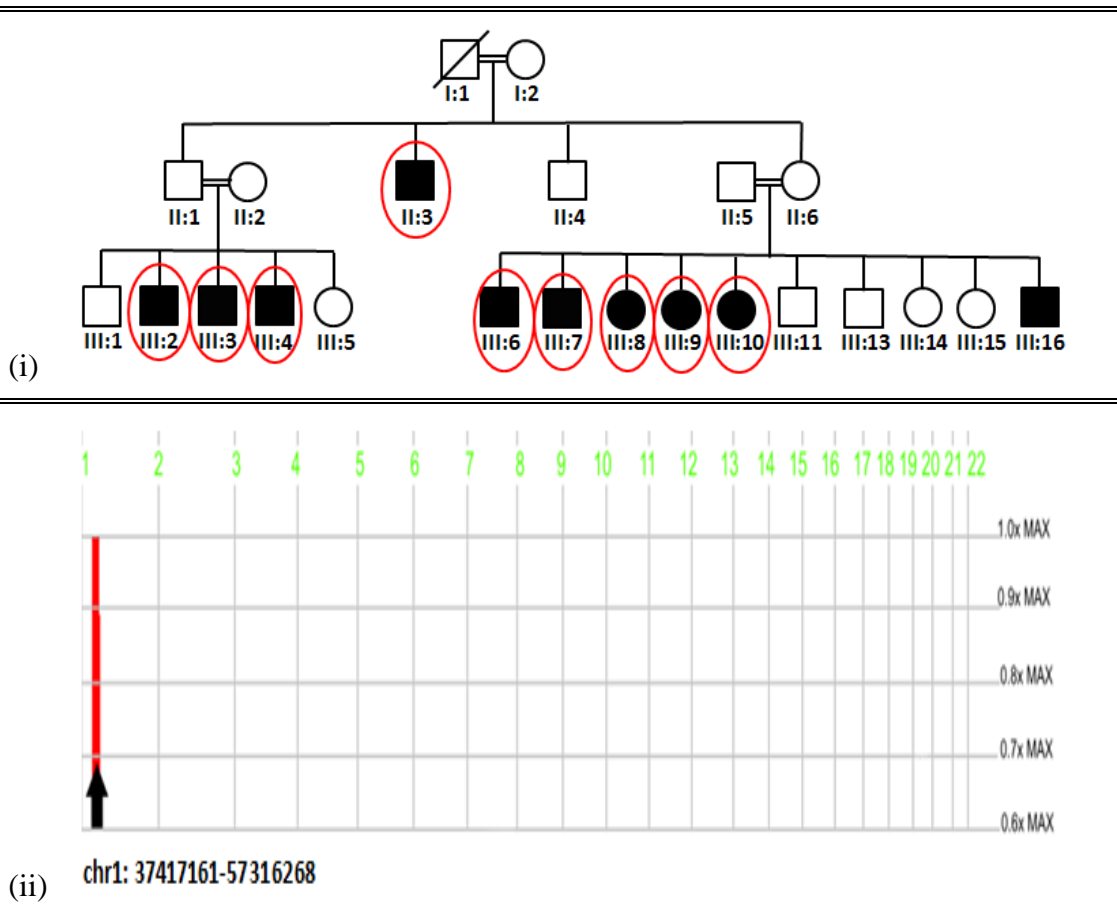 I:1 I:2
II:1 II:2 II:3 II:4 II:5 II:6
III:1 III:2 III:3 III:4 III:5 III:6 III:7 III:8 III:9 III:10 III:11 III:13 III:14 III:15 III:16
(i)
1 2 3 4 5 6 7 8 9 10 11 12 13 14 15 16 17 18 19 20 21 22
1.0x MAX
0.9x MAX
0.8x MAX
0.7x MAX
0.6x MAX
chr1: 37417161-57316268
(ii)